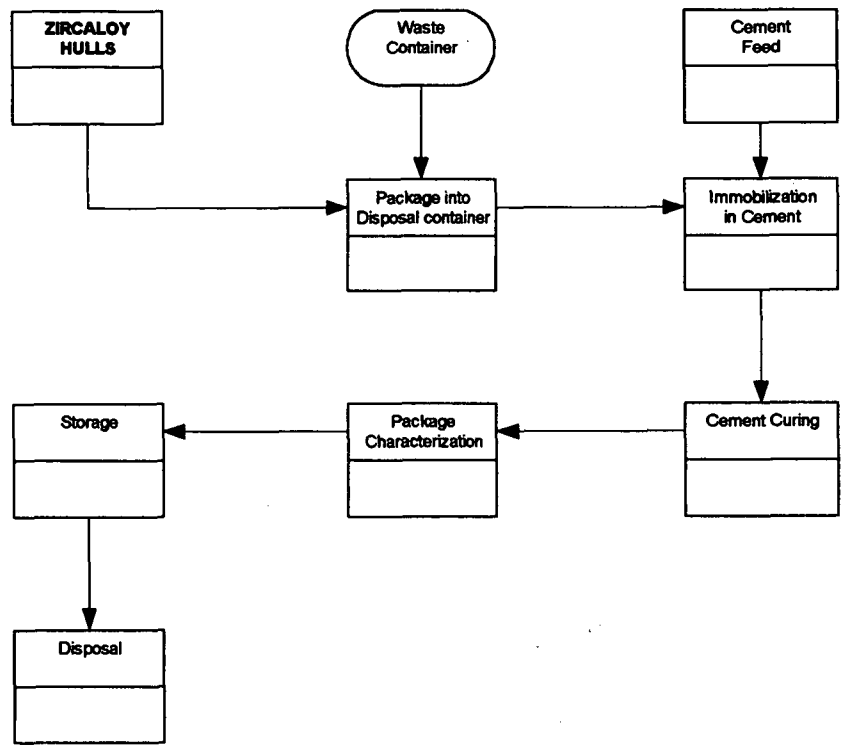 ZIRCALOY
HULLS
Waste
Container
Cement
Feed
Package into
Disposal container
Immobilization
in Cement
Storage
Package
Characterization
Cement Curing
Disposal